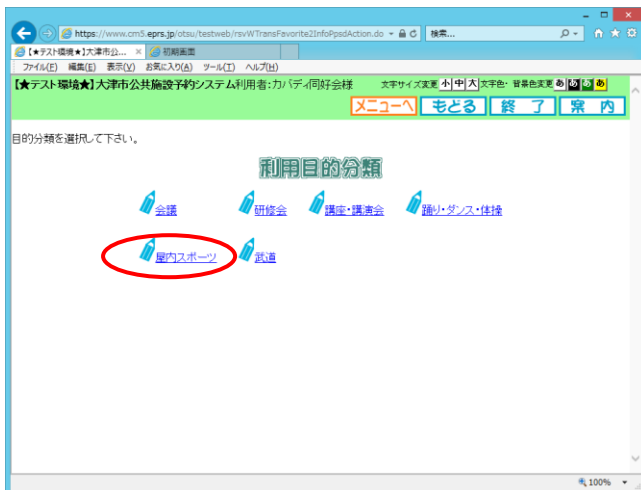 https://www.cm5.eprs.jp/otsu/testweb/rsvWTransFavorite2InfoPpsdAction.do 検索...
【★テスト環境★】大津市公... × 初期画面
ファイル(F) 編集(E) 表示(V) お気に入り(A) ツール(T) ヘルプ(H)
【★テスト環境★】大津市公共施設予約システム利用者:カバディ同好会様 文字サイズ変更 小 中 大 文字色・背景色変更 あ あ あ あ
メニューへ もどる 終了 案内
目的分類を選択して下さい。
利用目的分類
会議 研修会 講座・講演会 踊り・ダンス・体操
屋内スポーツ 武道
100%